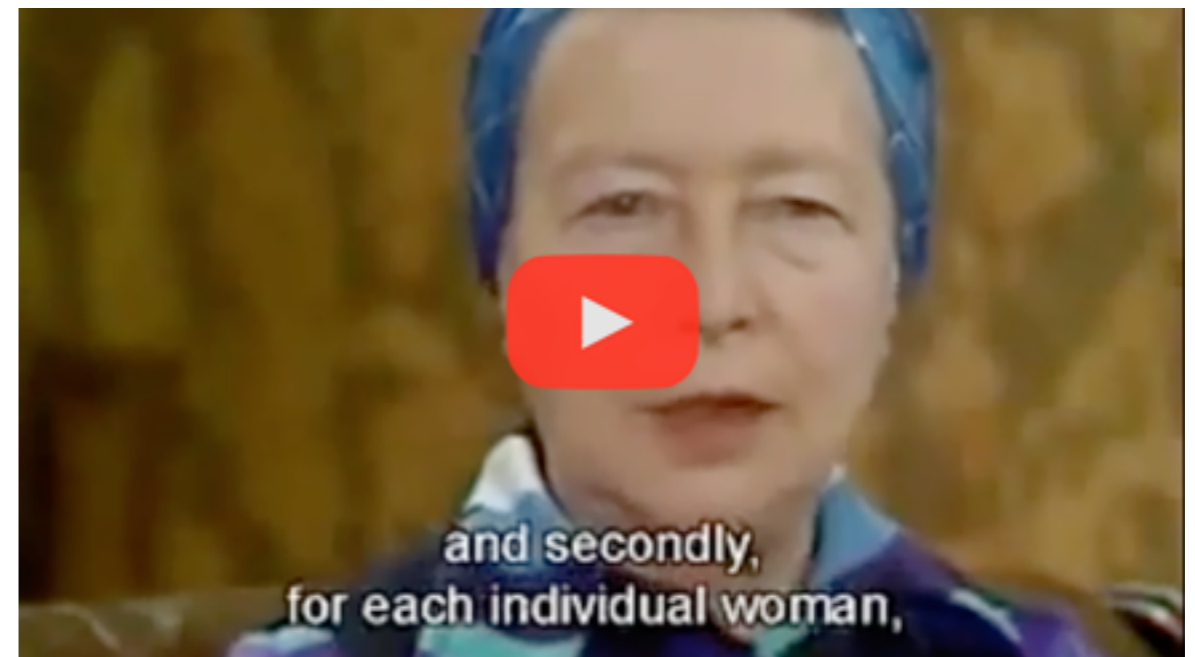 and secondly,
for each individual woman,